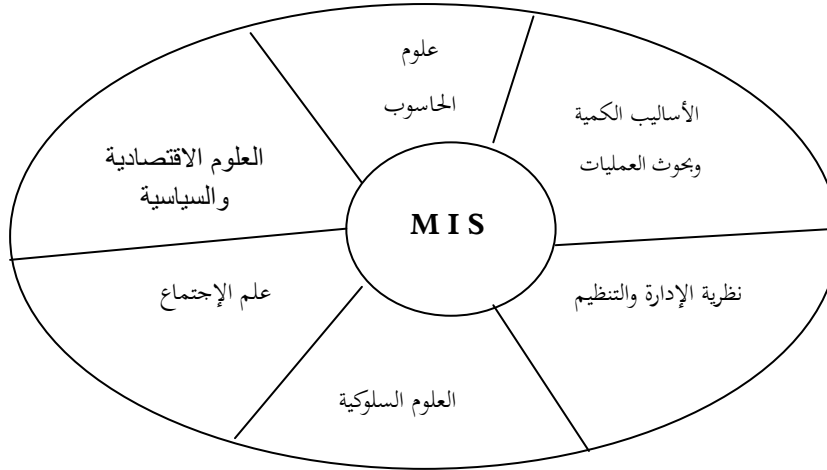 علوم
الحاسوب
الأساليب الكمية
وبحوث العمليات
العلوم الاقتصادية
والسياسية
M I S
نظرية الإدارة والتنظيم
علم الإجتماع
العلوم السلوكية